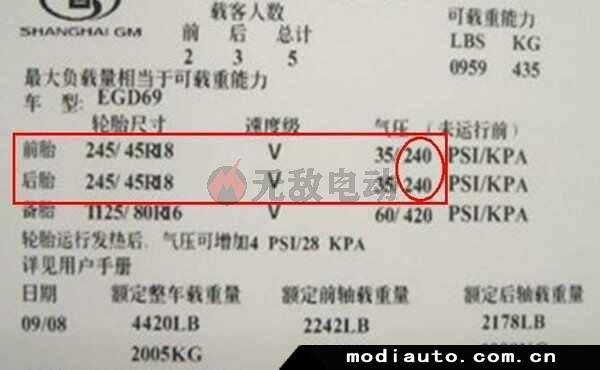 载客人数
可载重能力
SHANGHAI GM
前 后 总计
LBS KG
2 3 5
0959 435
最大负载量相当于可载重能力
车 型: EGD69
轮胎尺寸 速度级 气压 (未运行前)
前胎 245/45R18 V 35/240 PSI/KPA
后胎 245/45R18 V 35/240 PSI/KPA
无敌电动
备胎 T125/80R16 V 60/420 PSI/KPA
轮胎运行发热后, 气压可增加4 PSI/28 KPA
详见用户手册
日期 额定整车载重量 额定前轴载重量 额定后轴载重量
09/08 4420LB 2242LB 2178LB
2005KG
modiauto.com.cn